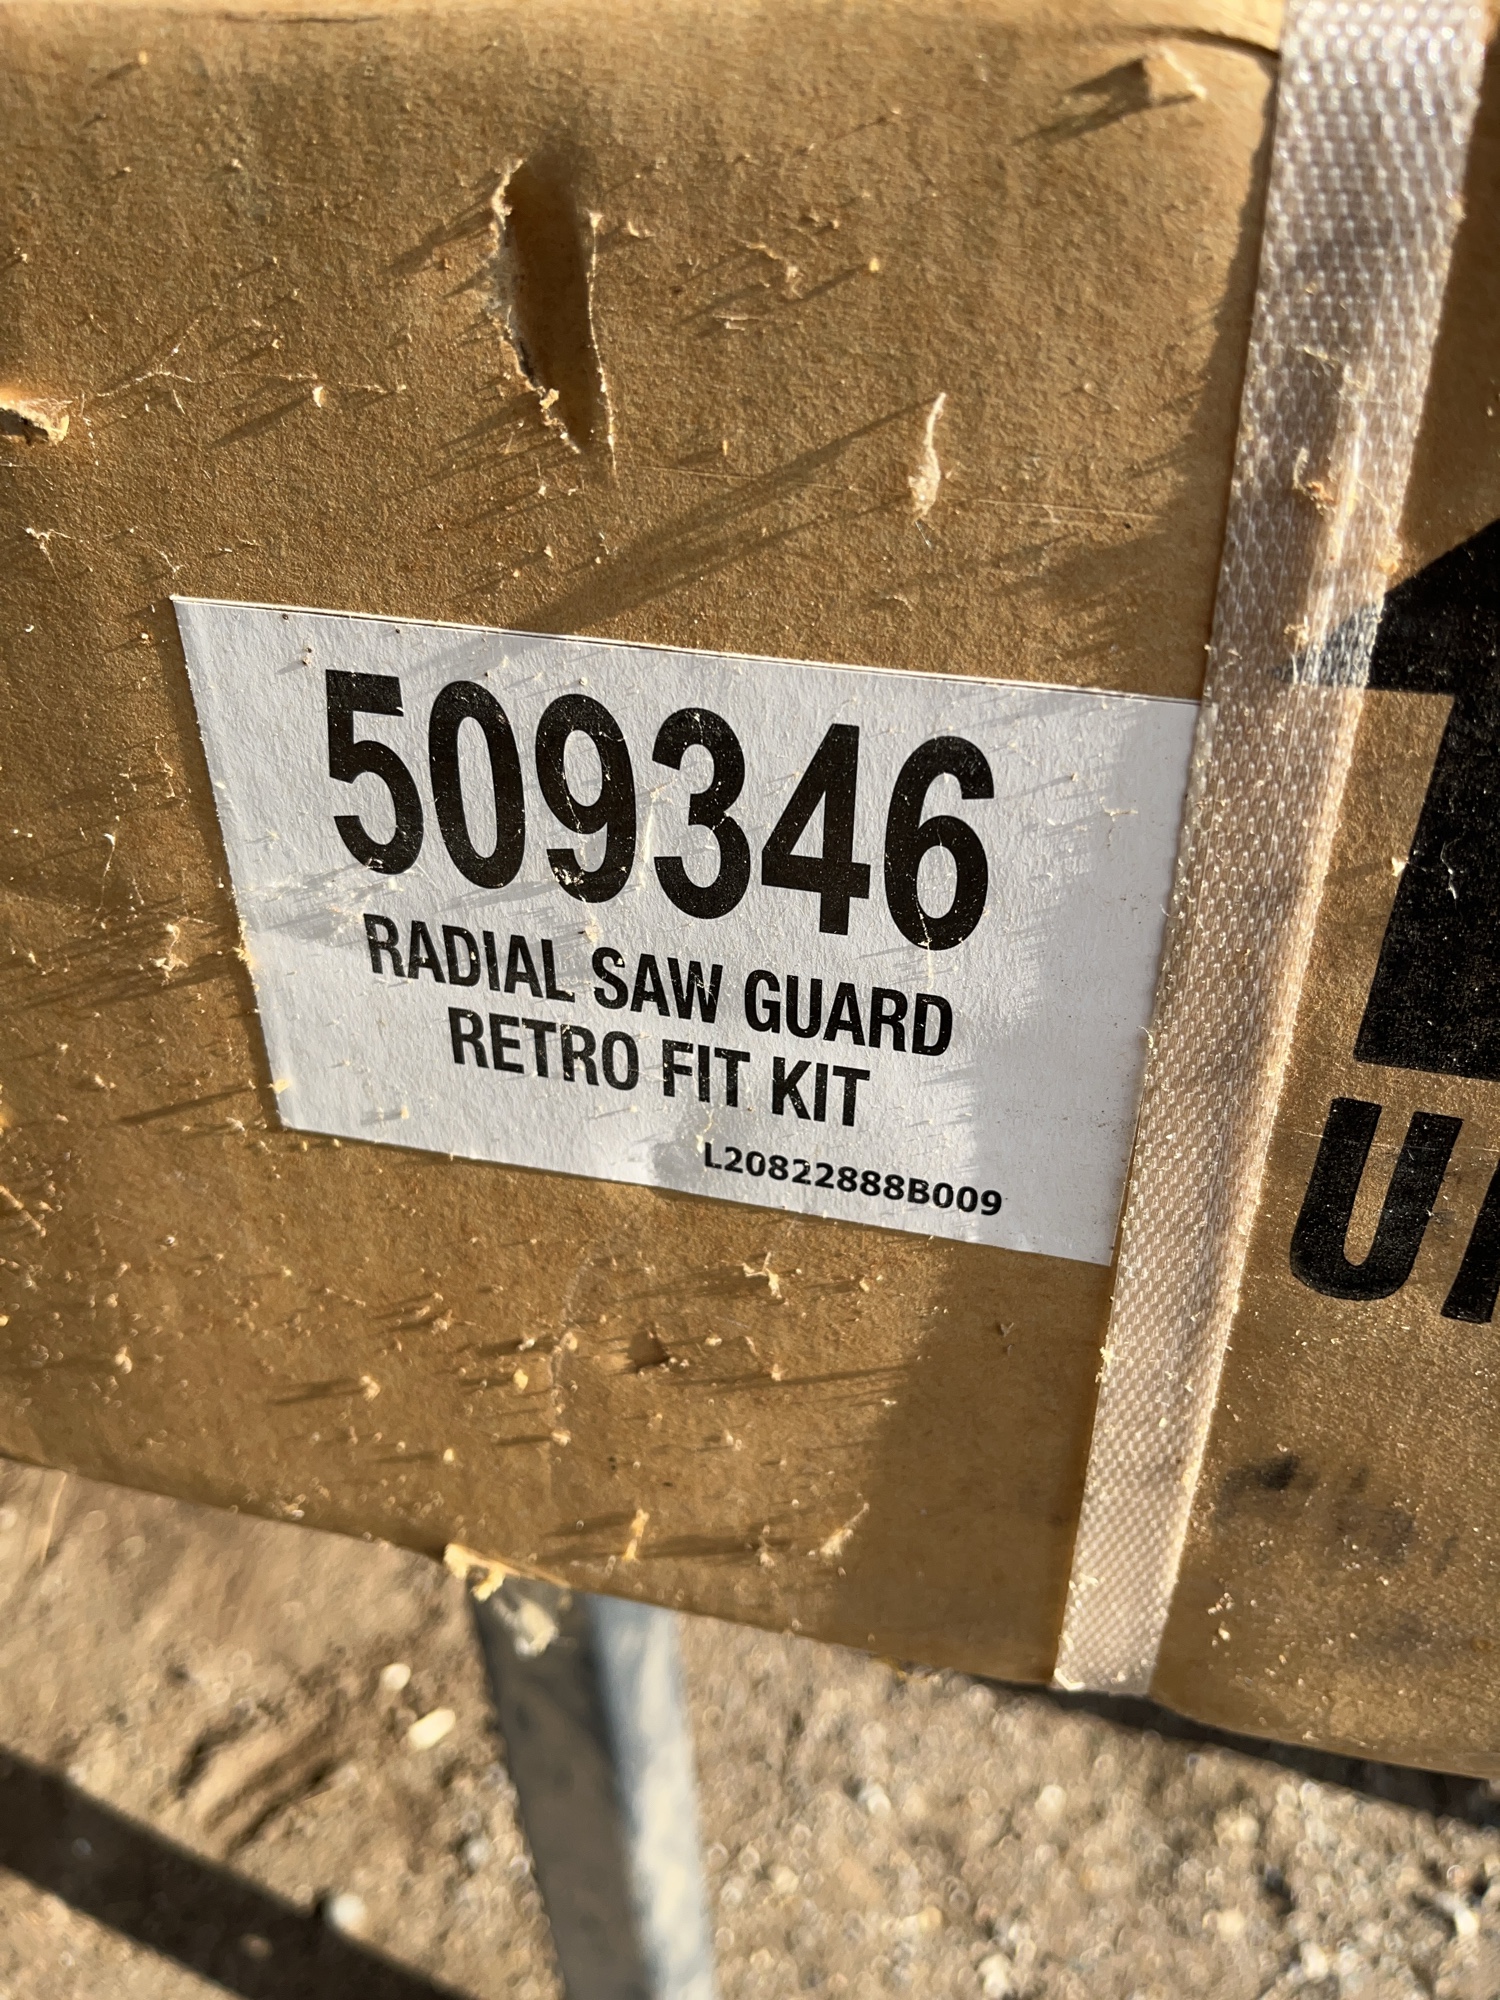 509346
RADIAL SAW GUARD
RETRO FIT KIT
L20822888B009
U